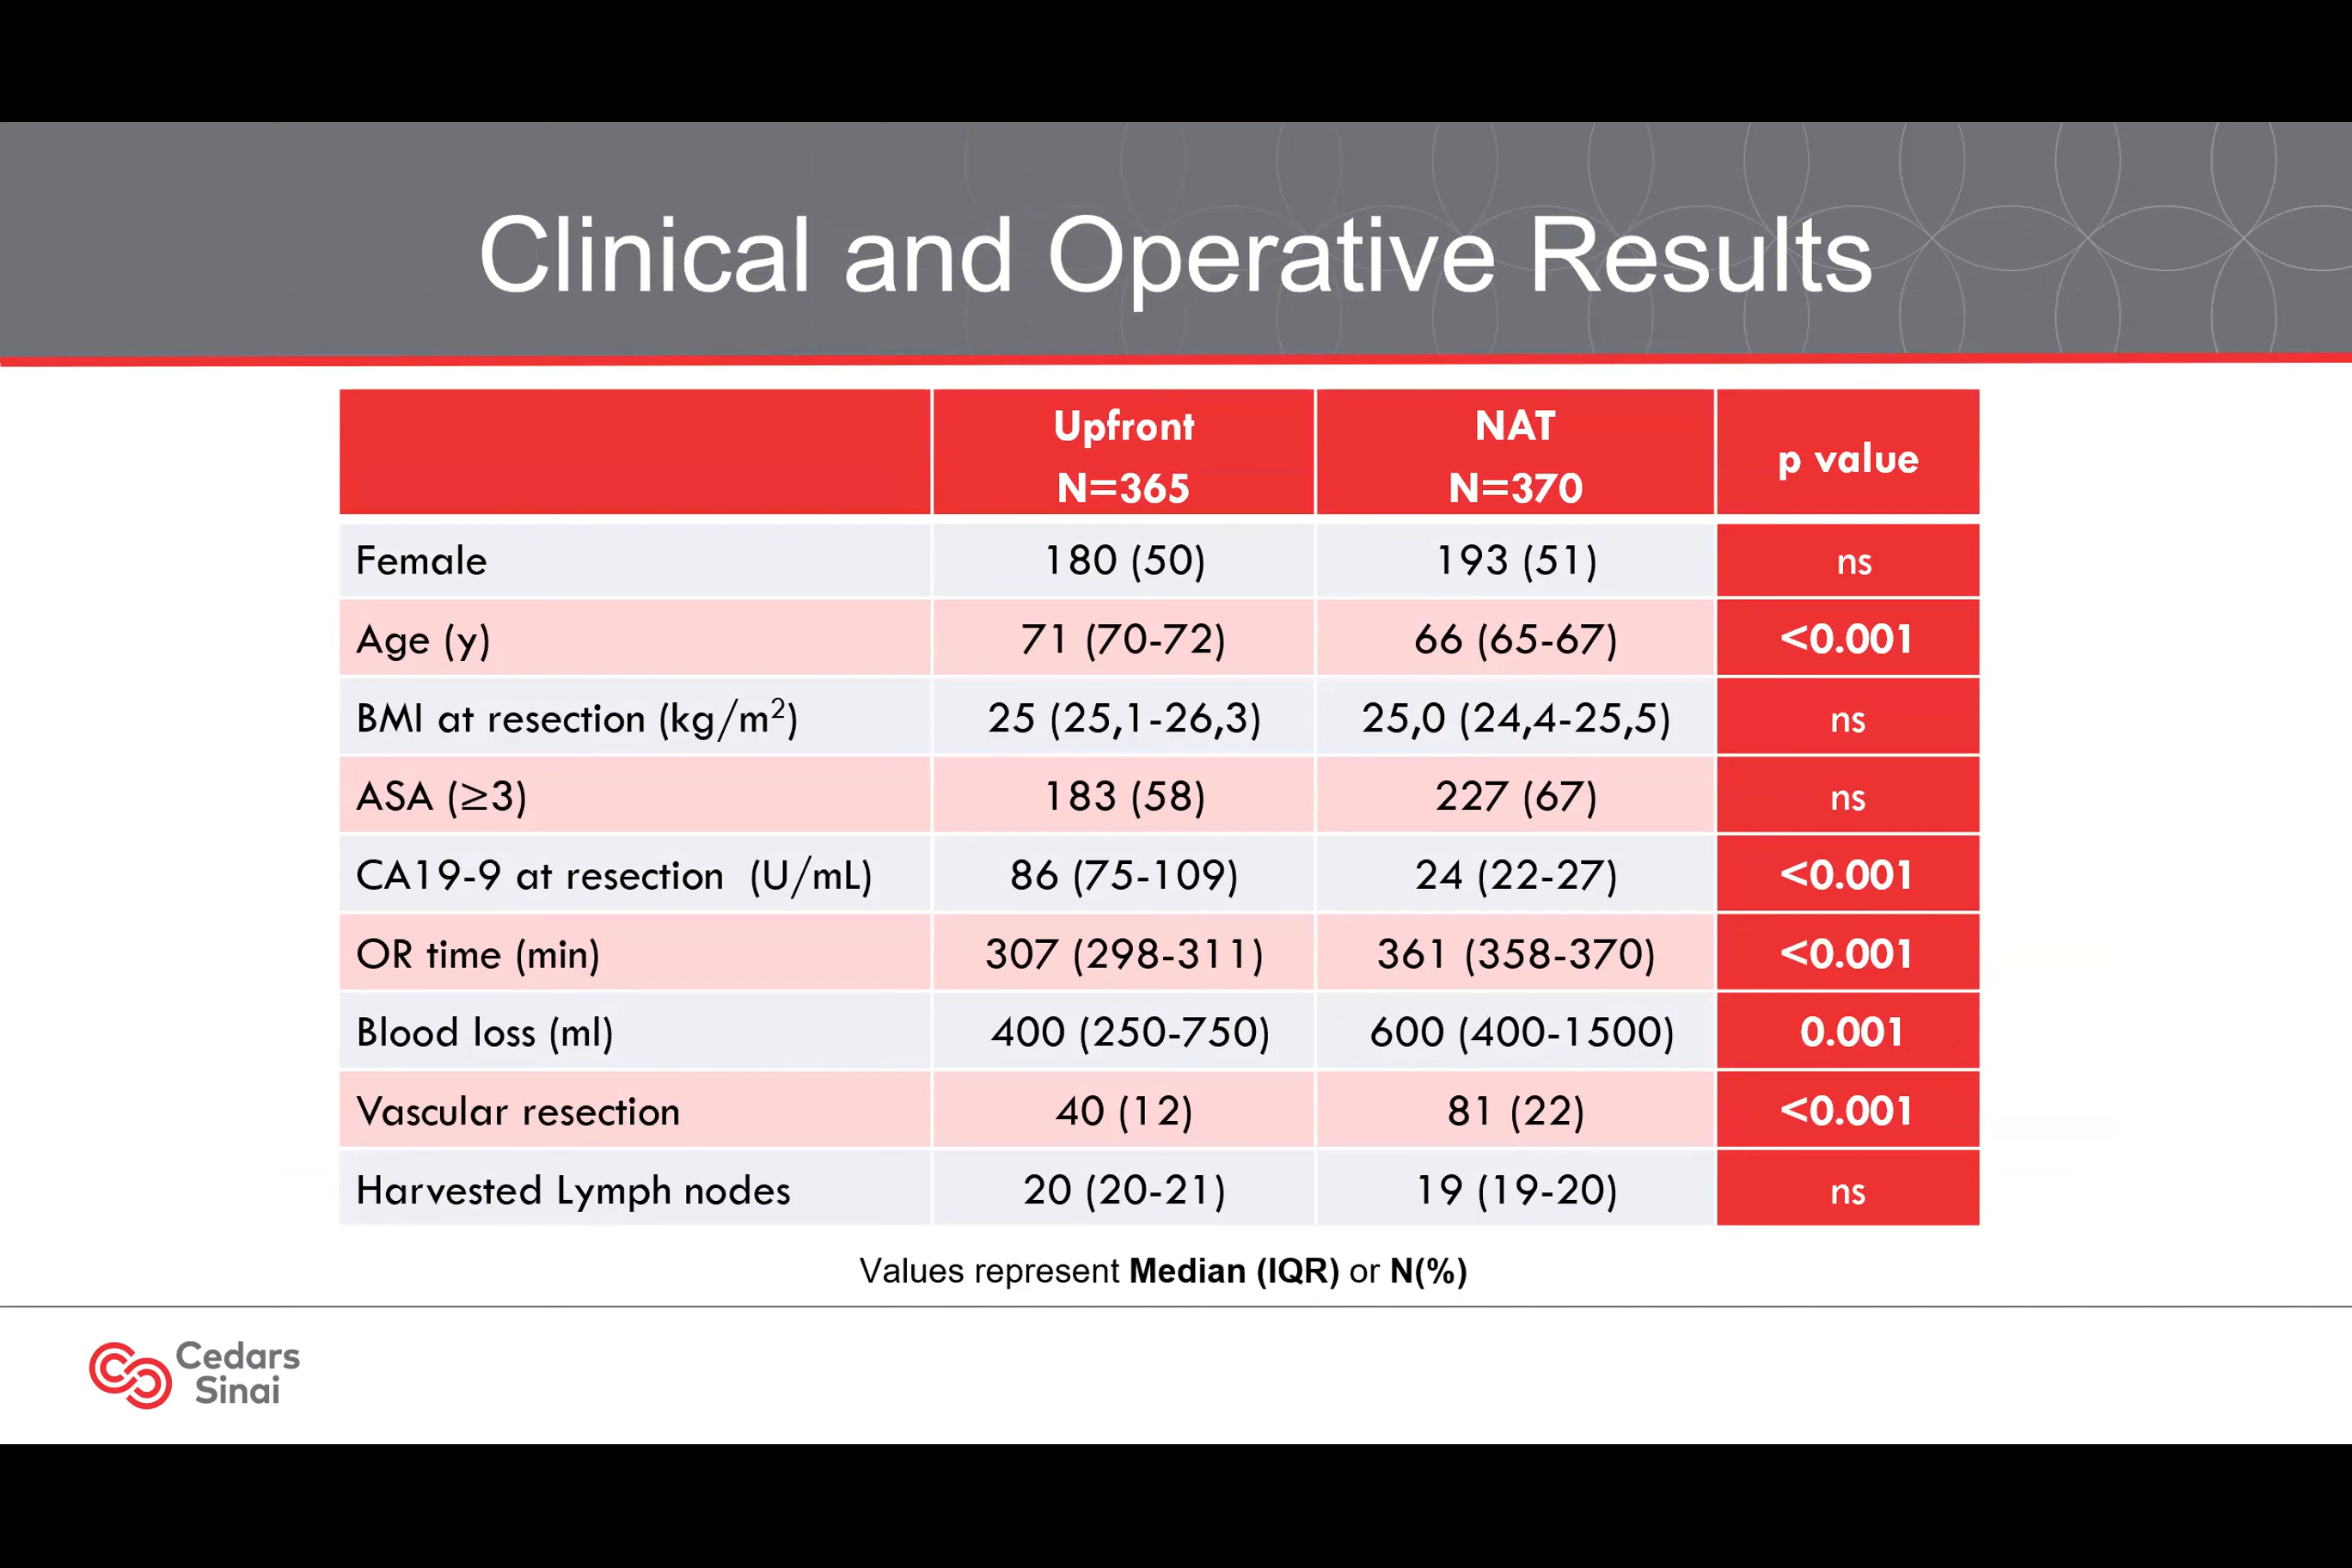 Clinical and Operative Results
Upfront N=365 NAT N=370 p value
Female 180 (50) 193 (51) ns
Age (y) 71 (70-72) 66 (65-67) <0.001
BMI at resection (kg/m²) 25 (25,1-26,3) 25,0 (24,4-25,5) ns
ASA (≥3) 183 (58) 227 (67) ns
CA19-9 at resection (U/mL) 86 (75-109) 24 (22-27) <0.001
OR time (min) 307 (298-311) 361 (358-370) <0.001
Blood loss (ml) 400 (250-750) 600 (400-1500) 0.001
Vascular resection 40 (12) 81 (22) <0.001
Harvested Lymph nodes 20 (20-21) 19 (19-20) ns
Values represent Median (IQR) or N(%)
Cedars
Sinai